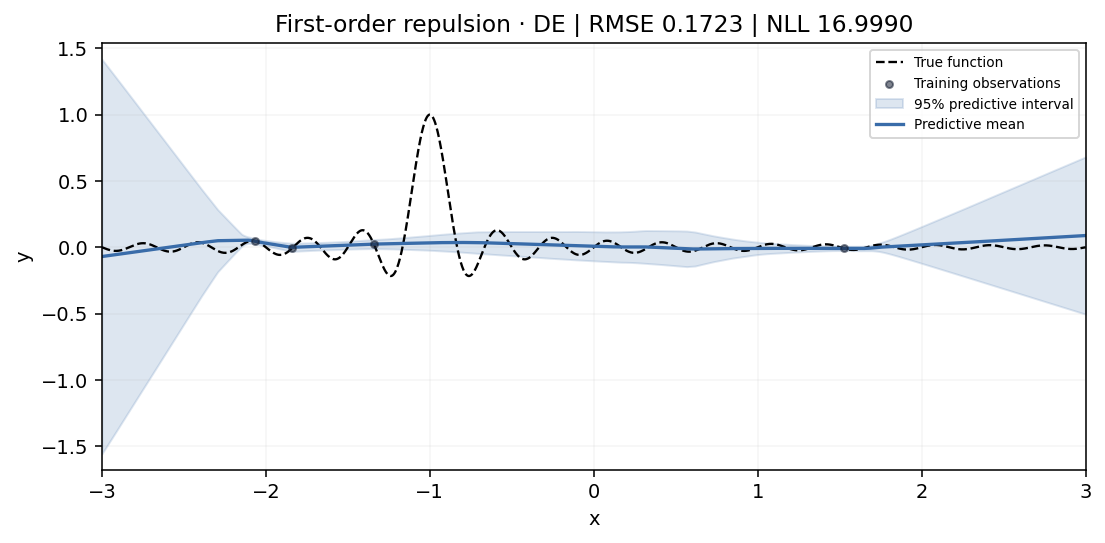 First-order repulsion · DE | RMSE 0.1723 | NLL 16.9990
True function
Training observations
95% predictive interval
Predictive mean
1.5
1.0
0.5
0.0
−0.5
−1.0
−1.5
y
−3
−2
−1
0
1
2
3
x